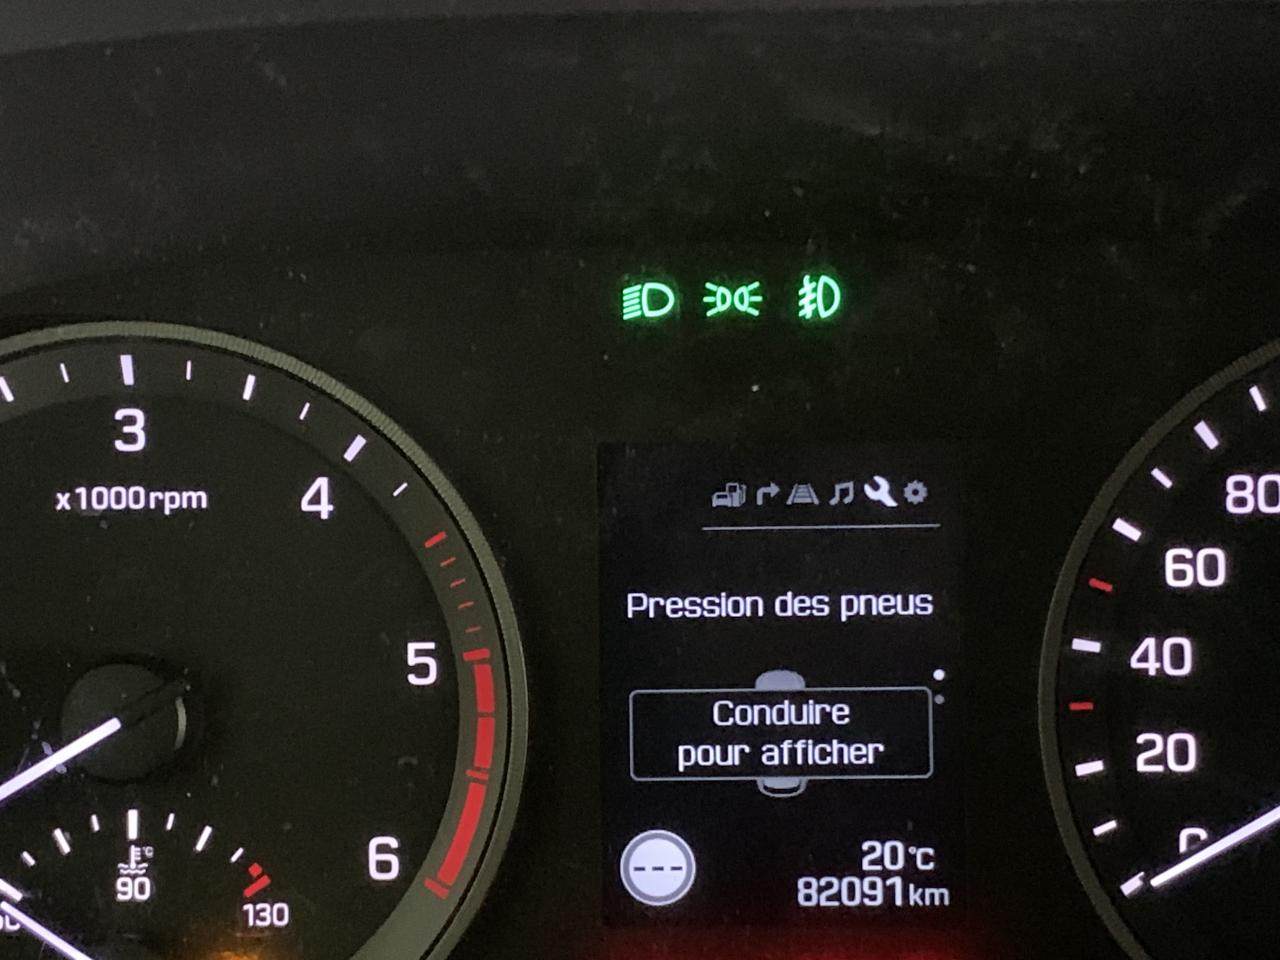 3
x1000rpm
4
5
6
90
130
Pression des pneus
Conduire
pour afficher
---
20°C
82091km
80
60
40
20
0